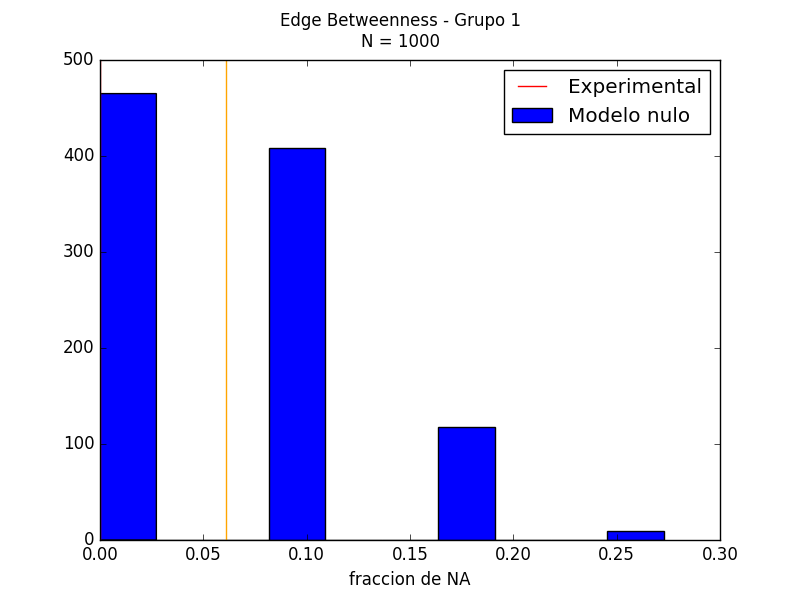 Edge Betweenness - Grupo 1
N = 1000
500
400
300
200
100
0
Experimental
Modelo nulo
0.00 0.05 0.10 0.15 0.20 0.25 0.30
fraccion de NA